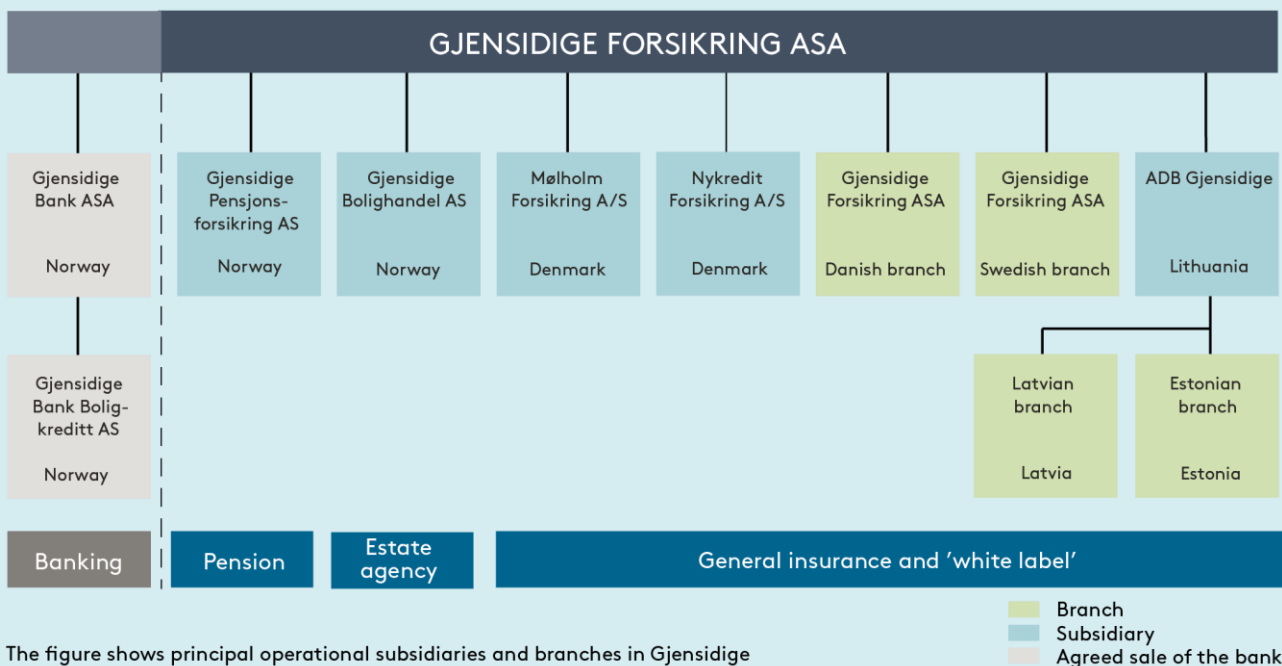 GJENSIDIGE FORSIKRING ASA
Gjensidige
Bank ASA
Norway
Gjensidige
Pensjons-
forsikring AS
Norway
Gjensidige
Bolighandel AS
Norway
Mølholm
Forsikring A/S
Denmark
Nykredit
Forsikring A/S
Denmark
Gjensidige
Forsikring ASA
Danish branch
Gjensidige
Forsikring ASA
Swedish branch
ADB Gjensidige
Lithuania
Gjensidige
Bank Bolig-
kreditt AS
Norway
Latvian
branch
Latvia
Estonian
branch
Estonia
Banking
Pension
Estate
agency
General insurance and 'white label'
Branch
Subsidiary
Agreed sale of the bank
The figure shows principal operational subsidiaries and branches in Gjensidige